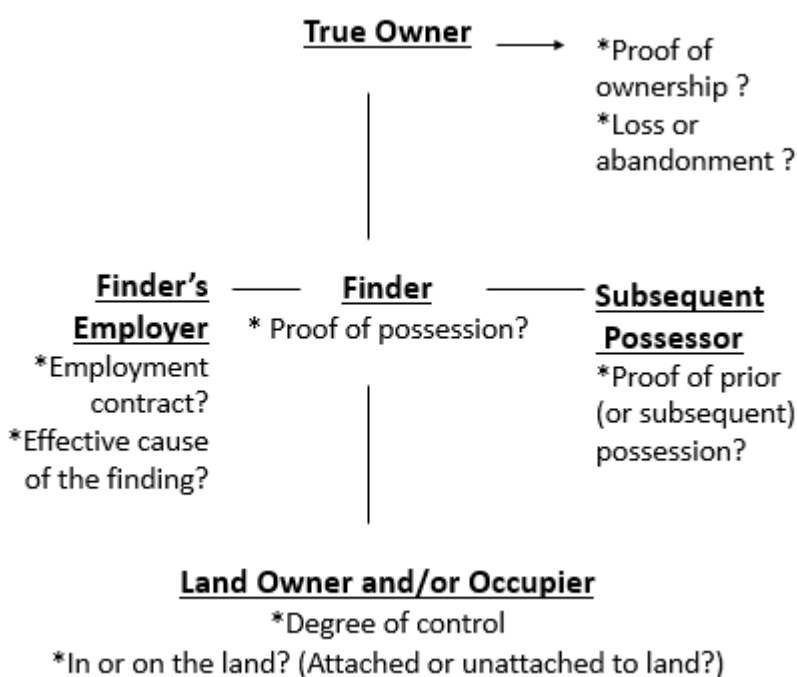 True Owner
*Proof of
ownership ?
*Loss or
abandonment ?
Finder's
Employer
*Employment
contract?
*Effective cause
of the finding?
Finder
* Proof of possession?
Subsequent
Possessor
*Proof of prior
(or subsequent)
possession?
Land Owner and/or Occupier
*Degree of control
*In or on the land? (Attached or unattached to land?)